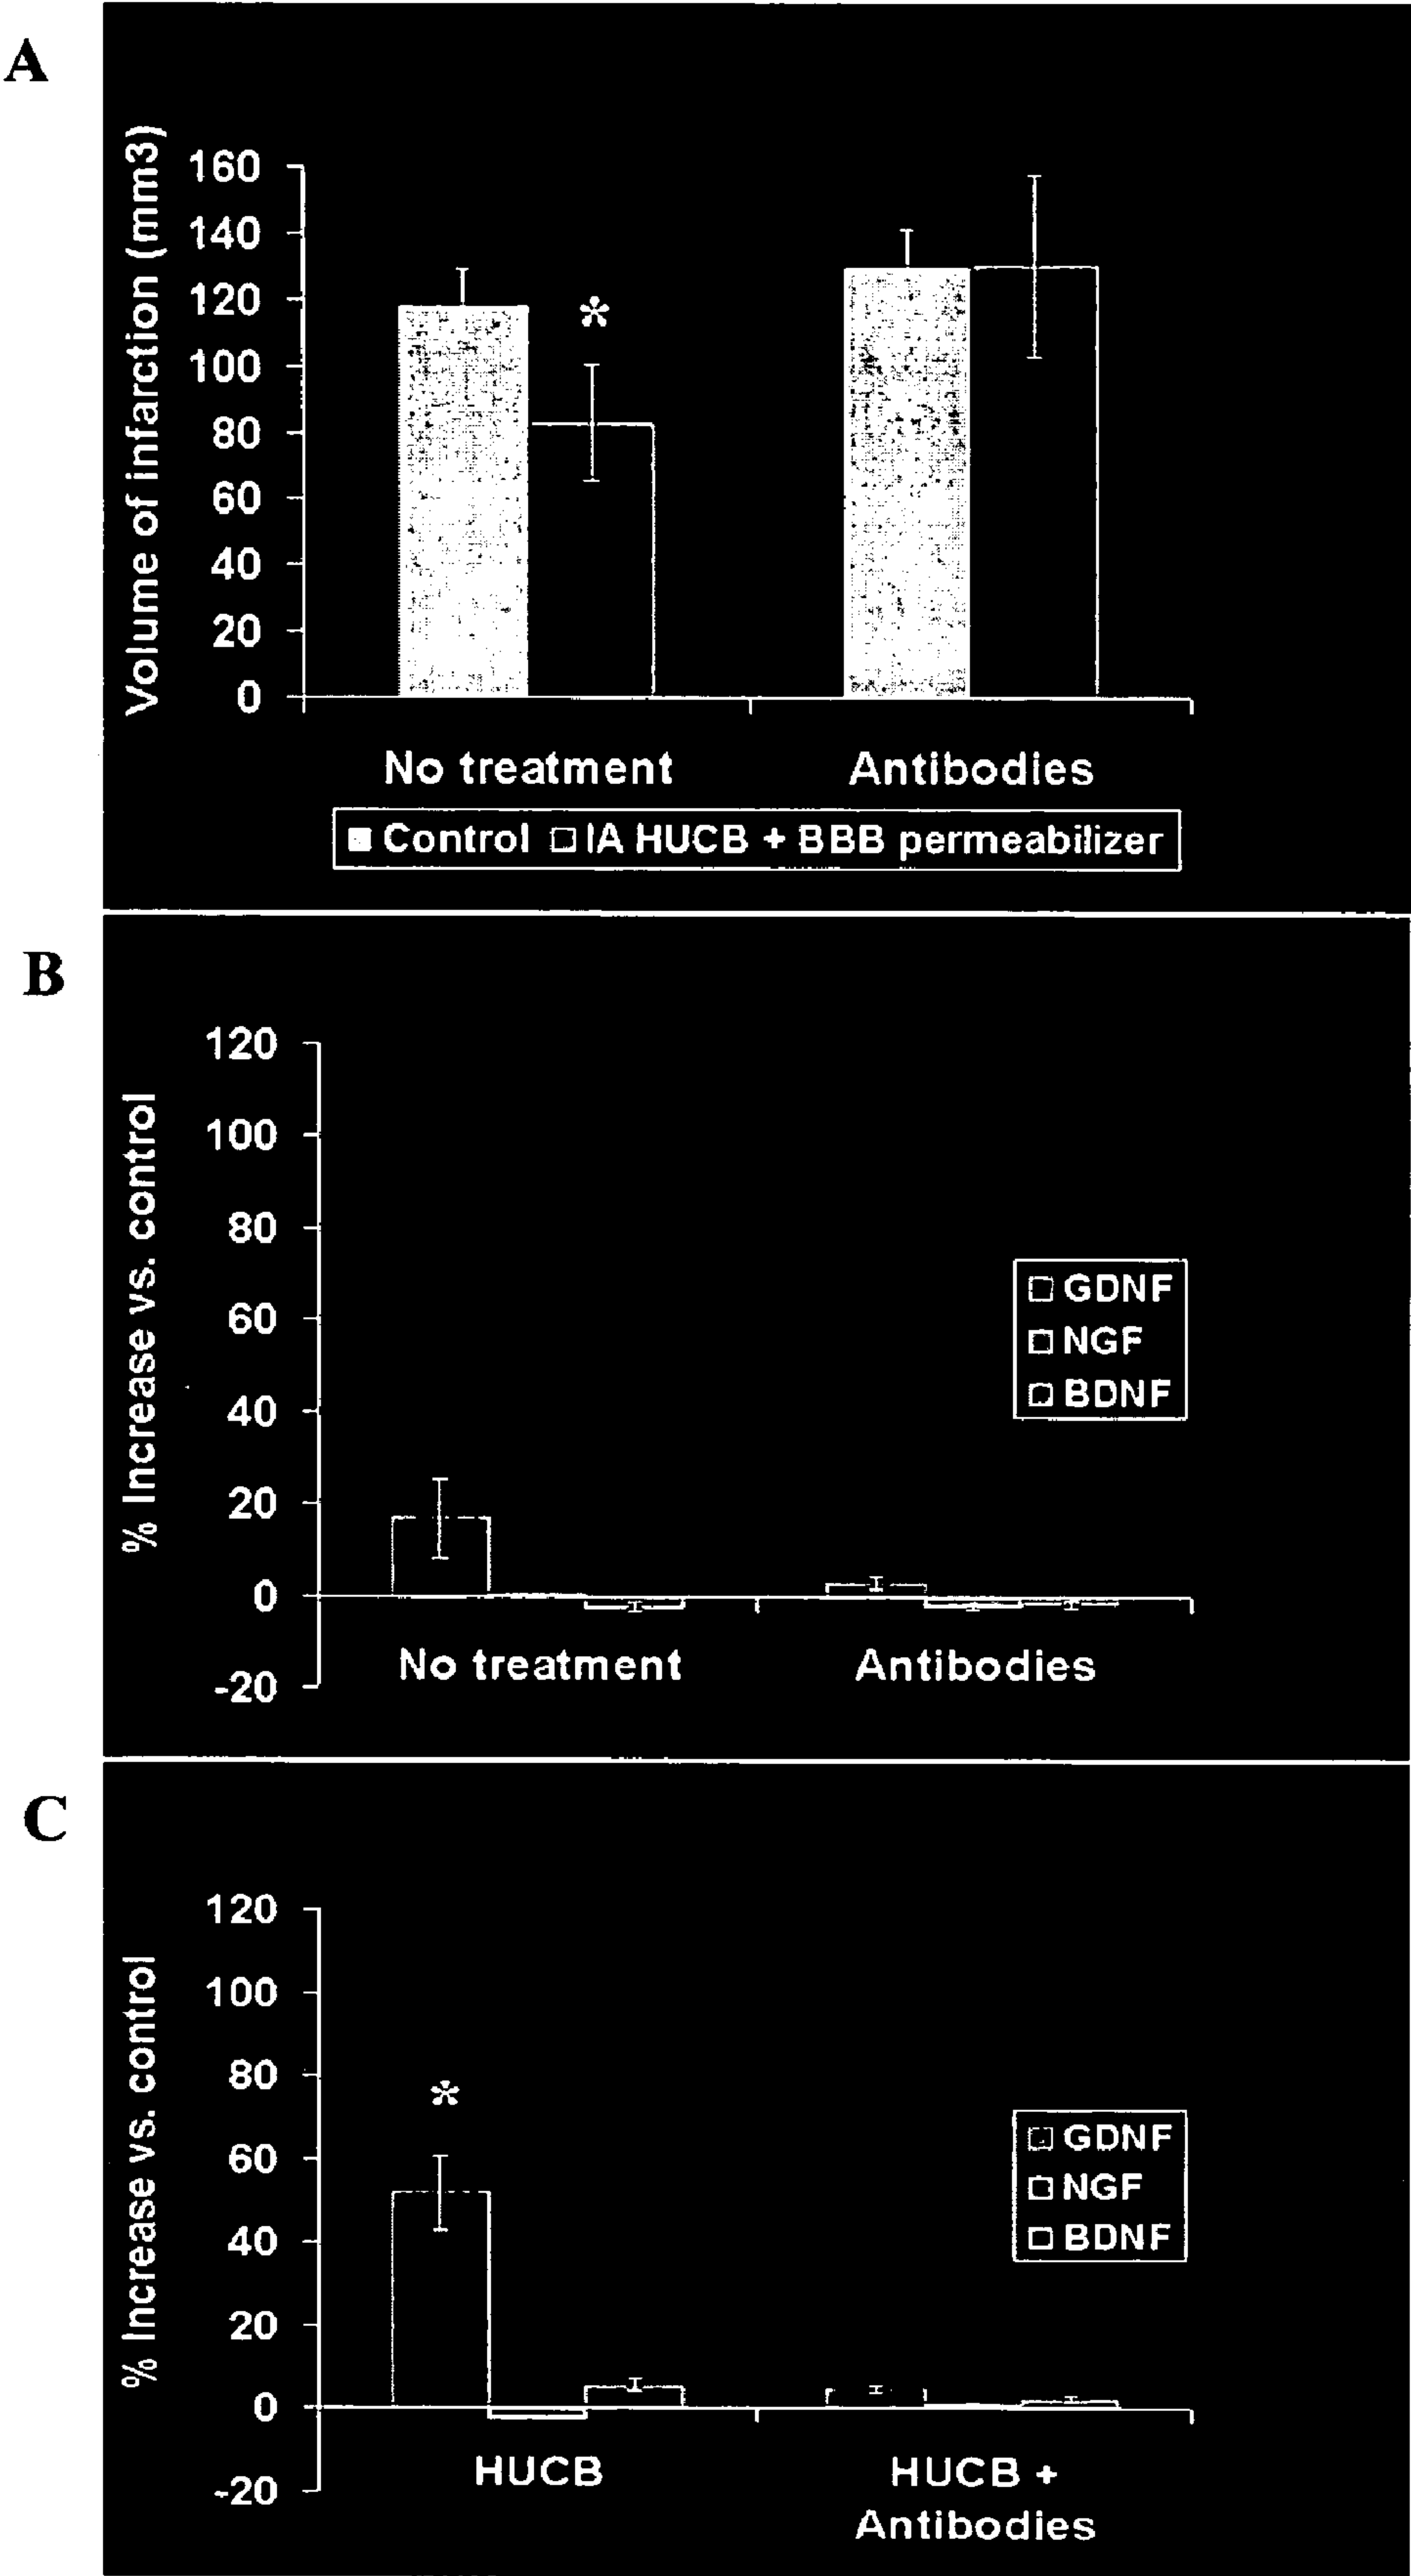 A
Volume of infarction (mm3)
160
140
120
100
80
60
40
20
0
*
No treatment
Antibodies
Control IA HUCB + BBB permeabilizer
B
% Increase vs. control
120
100
80
60
40
20
0
-20
GDNF
NGF
BDNF
No treatment
Antibodies
C
% Increase vs. control
120
100
80
60
40
20
0
-20
*
GDNF
NGF
BDNF
HUCB
HUCB +
Antibodies